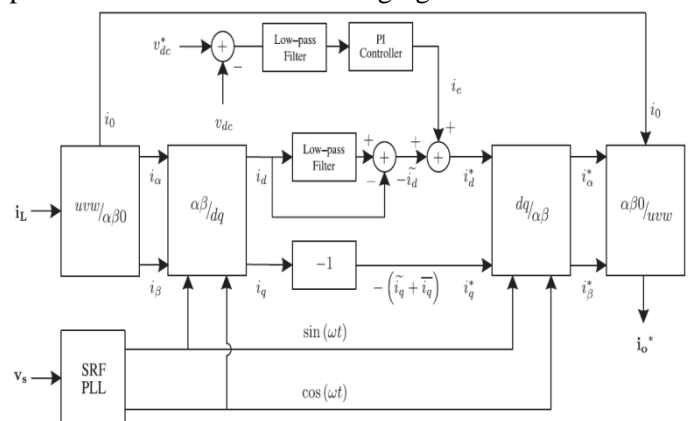 v*dc
+
−
Low–pass
Filter
PI
Controller
ie
vdc
i0
i0
iL
uvw/αβ0
iα
iβ
αβ/dq
id
Low–pass
Filter
+
−
+
−ĩd
+
+
i*d
iq
−1
−(ĩq + i̅q)
i*q
dq/αβ
i*α
i*β
αβ0/uvw
io*
vs
SRF
PLL
sin (ωt)
cos (ωt)